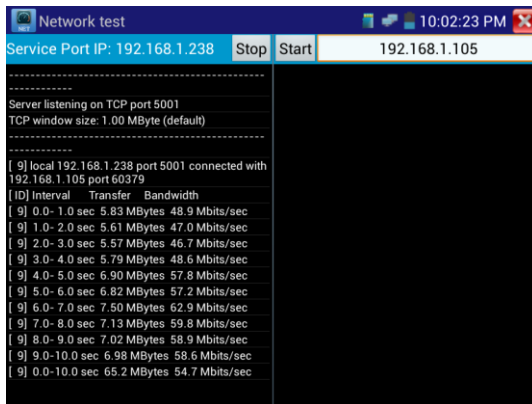 NET
Network test
10:02:23 PM
Service Port IP: 192.168.1.238
Stop
Start
192.168.1.105
------------------------------------------------
------------
Server listening on TCP port 5001
TCP window size: 1.00 MByte (default)
------------------------------------------------
------------
[ 9] local 192.168.1.238 port 5001 connected with
192.168.1.105 port 60379
[ ID] Interval Transfer Bandwidth
[ 9] 0.0- 1.0 sec 5.83 MBytes 48.9 Mbits/sec
[ 9] 1.0- 2.0 sec 5.61 MBytes 47.0 Mbits/sec
[ 9] 2.0- 3.0 sec 5.57 MBytes 46.7 Mbits/sec
[ 9] 3.0- 4.0 sec 5.79 MBytes 48.6 Mbits/sec
[ 9] 4.0- 5.0 sec 6.90 MBytes 57.8 Mbits/sec
[ 9] 5.0- 6.0 sec 6.82 MBytes 57.2 Mbits/sec
[ 9] 6.0- 7.0 sec 7.50 MBytes 62.9 Mbits/sec
[ 9] 7.0- 8.0 sec 7.13 MBytes 59.8 Mbits/sec
[ 9] 8.0- 9.0 sec 7.02 MBytes 58.9 Mbits/sec
[ 9] 9.0-10.0 sec 6.98 MBytes 58.6 Mbits/sec
[ 9] 0.0-10.0 sec 65.2 MBytes 54.7 Mbits/sec